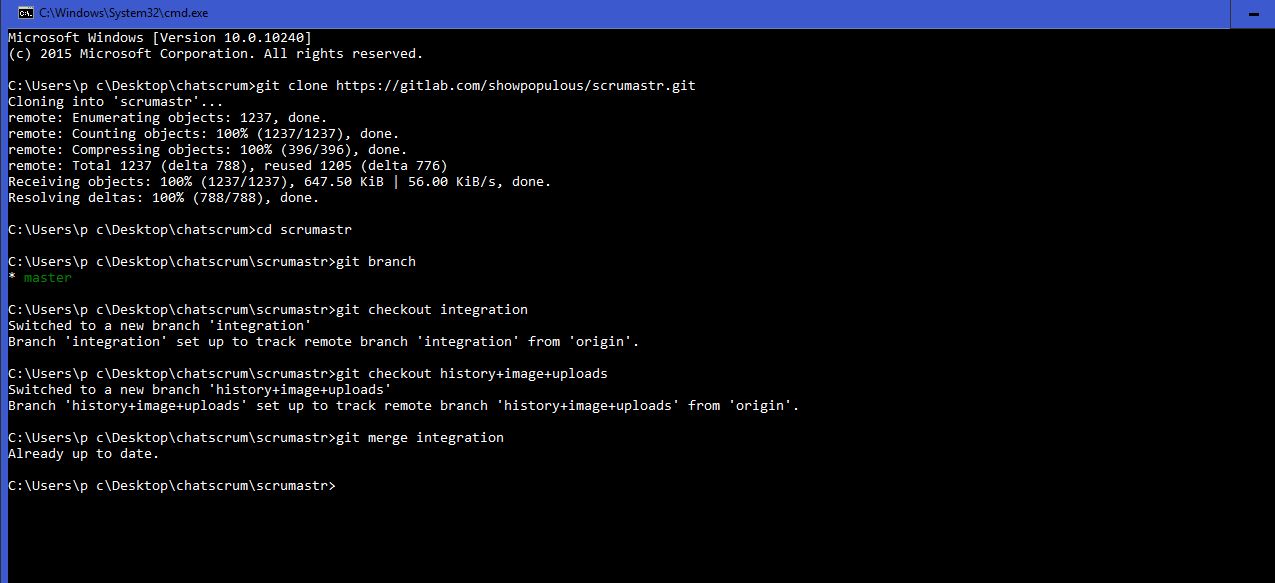 C:\Windows\System32\cmd.exe
Microsoft Windows [Version 10.0.10240]
(c) 2015 Microsoft Corporation. All rights reserved.
C:\Users\p c\Desktop\chatscrum>git clone https://gitlab.com/showpopulous/scrumastr.git
Cloning into 'scrumastr'...
remote: Enumerating objects: 1237, done.
remote: Counting objects: 100% (1237/1237), done.
remote: Compressing objects: 100% (396/396), done.
remote: Total 1237 (delta 788), reused 1205 (delta 776)
Receiving objects: 100% (1237/1237), 647.50 KiB | 56.00 KiB/s, done.
Resolving deltas: 100% (788/788), done.
C:\Users\p c\Desktop\chatscrum>cd scrumastr
C:\Users\p c\Desktop\chatscrum\scrumastr>git branch
* master
C:\Users\p c\Desktop\chatscrum\scrumastr>git checkout integration
Switched to a new branch 'integration'
Branch 'integration' set up to track remote branch 'integration' from 'origin'.
C:\Users\p c\Desktop\chatscrum\scrumastr>git checkout history+image+uploads
Switched to a new branch 'history+image+uploads'
Branch 'history+image+uploads' set up to track remote branch 'history+image+uploads' from 'origin'.
C:\Users\p c\Desktop\chatscrum\scrumastr>git merge integration
Already up to date.
C:\Users\p c\Desktop\chatscrum\scrumastr>